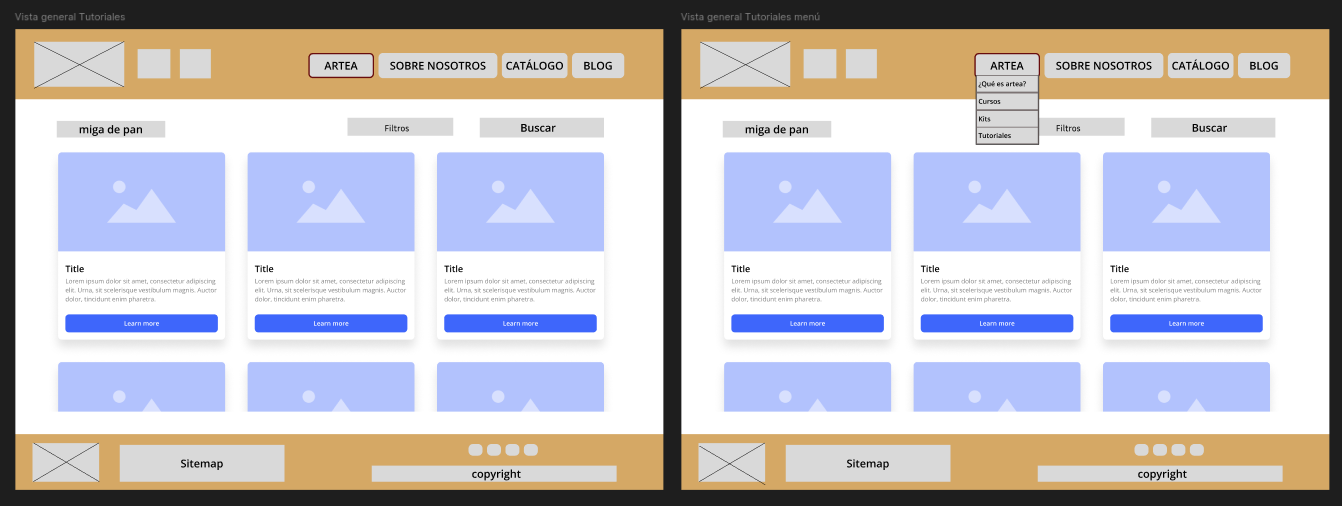 Vista general Tutoriales
ARTEA
SOBRE NOSOTROS
CATÁLOGO
BLOG
miga de pan
Filtros
Buscar
Title
Lorem ipsum dolor sit amet, consectetur adipiscing
elit. Urna, sit scelerisque vestibulum magnis. Auctor
dolor, tincidunt enim pharetra.
Learn more
Title
Lorem ipsum dolor sit amet, consectetur adipiscing
elit. Urna, sit scelerisque vestibulum magnis. Auctor
dolor, tincidunt enim pharetra.
Learn more
Title
Lorem ipsum dolor sit amet, consectetur adipiscing
elit. Urna, sit scelerisque vestibulum magnis. Auctor
dolor, tincidunt enim pharetra.
Learn more
Sitemap
copyright
Vista general Tutoriales menú
ARTEA
SOBRE NOSOTROS
CATÁLOGO
BLOG
¿Qué es artea?
Cursos
Kits
Tutoriales
miga de pan
Filtros
Buscar
Title
Lorem ipsum dolor sit amet, consectetur adipiscing
elit. Urna, sit scelerisque vestibulum magnis. Auctor
dolor, tincidunt enim pharetra.
Learn more
Title
Lorem ipsum dolor sit amet, consectetur adipiscing
elit. Urna, sit scelerisque vestibulum magnis. Auctor
dolor, tincidunt enim pharetra.
Learn more
Title
Lorem ipsum dolor sit amet, consectetur adipiscing
elit. Urna, sit scelerisque vestibulum magnis. Auctor
dolor, tincidunt enim pharetra.
Learn more
Sitemap
copyright